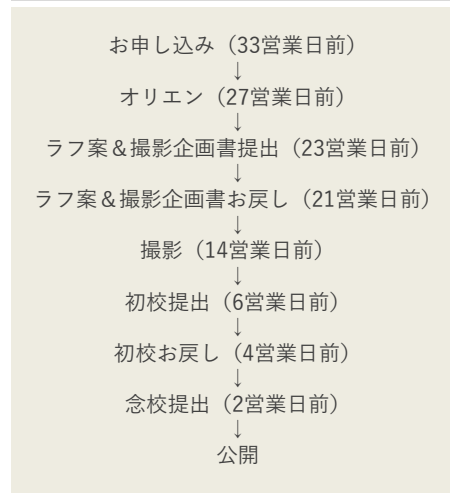 お申し込み（33営業日前）
↓
オリエン（27営業日前）
↓
ラフ案＆撮影企画書提出（23営業日前）
↓
ラフ案＆撮影企画書お戻し（21営業日前）
↓
撮影（14営業日前）
↓
初校提出（6営業日前）
↓
初校お戻し（4営業日前）
↓
念校提出（2営業日前）
↓
公開